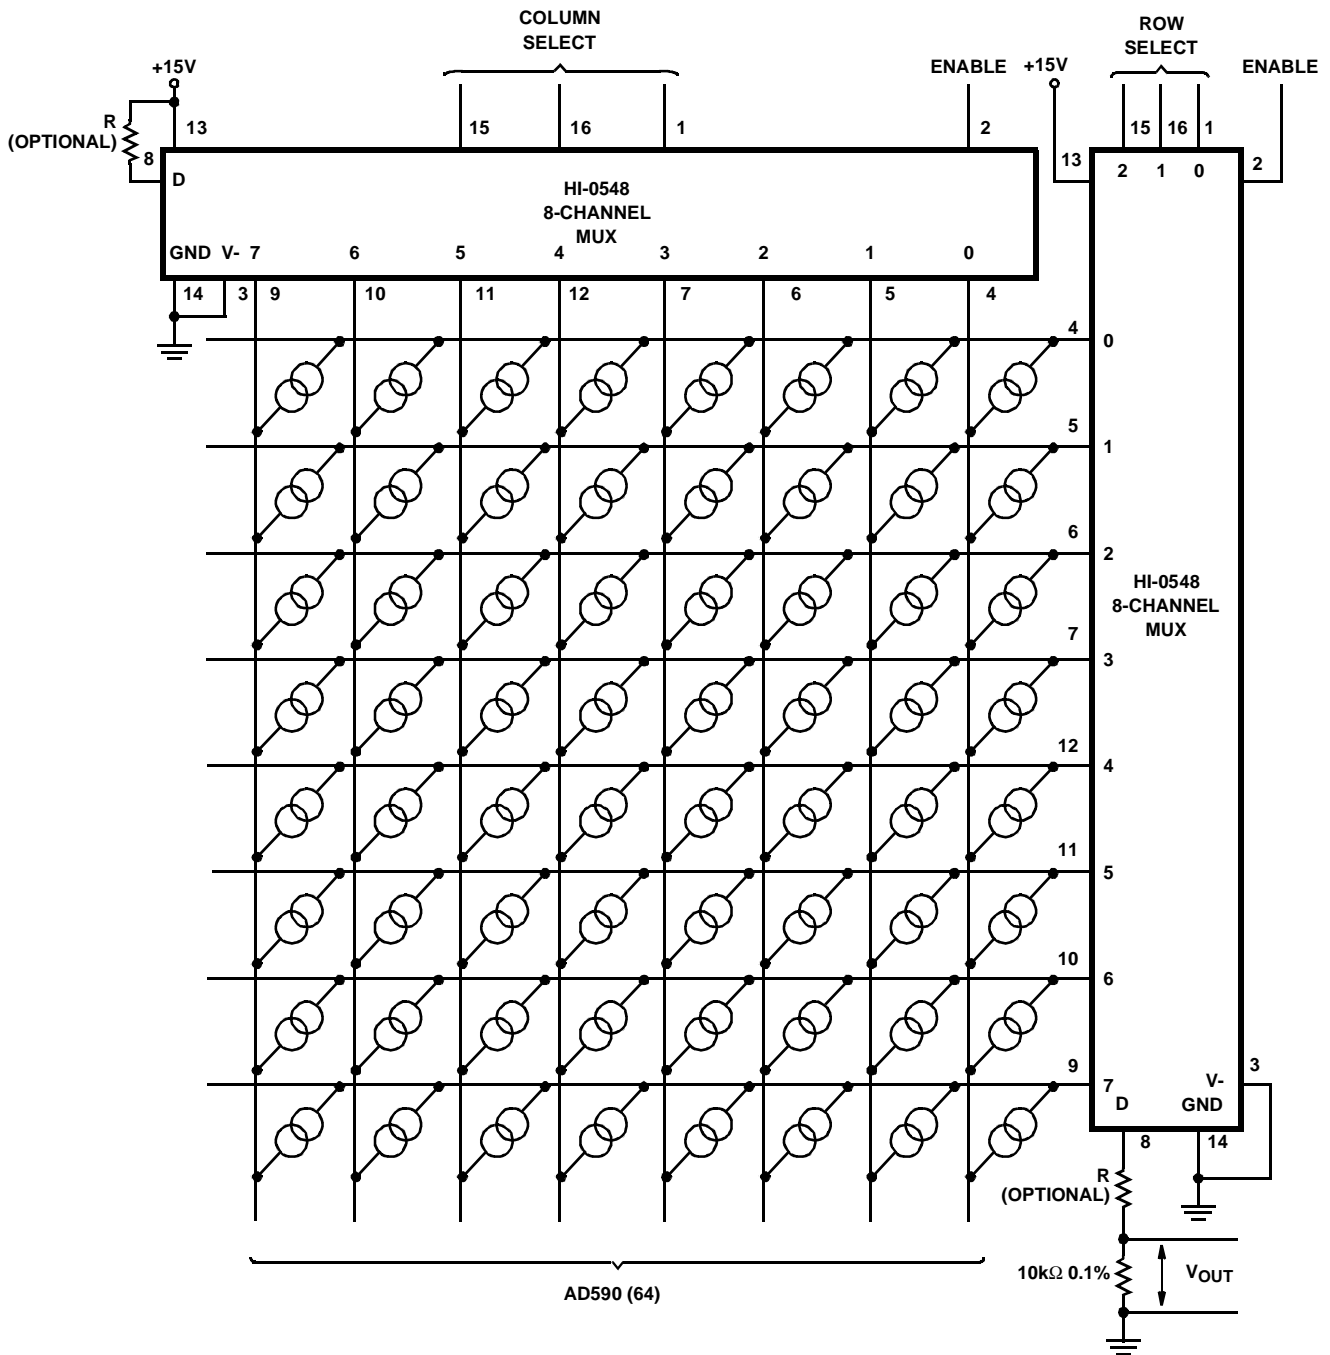 COLUMN
SELECT
ROW
SELECT
+15V
ENABLE
+15V
ENABLE
R
(OPTIONAL)
13
15
16
1
2
15
16
1
8
13
2
D
2
1
0
HI-0548
8-CHANNEL
MUX
GND V- 7 6 5 4 3 2 1 0
14 3 9 10 11 12 7 6 5 4
4
0
5
1
6
2
7
3
HI-0548
8-CHANNEL
MUX
12
4
11
5
10
6
9
7
3
V-
D
GND
8
14
R
(OPTIONAL)
10kΩ 0.1%
VOUT
AD590 (64)